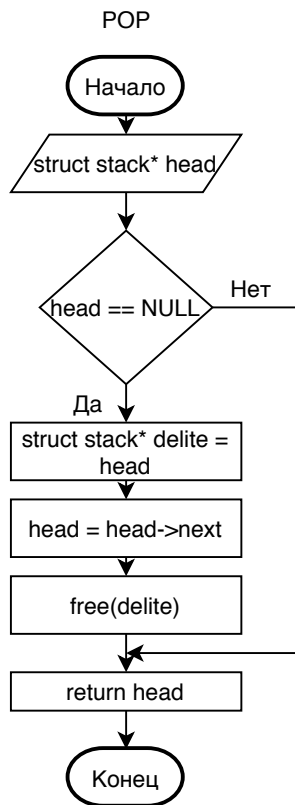 POP
Начало
struct stack* head
head == NULL
Нет
Да
struct stack* delite =
head
head = head->next
free(delite)
return head
Конец